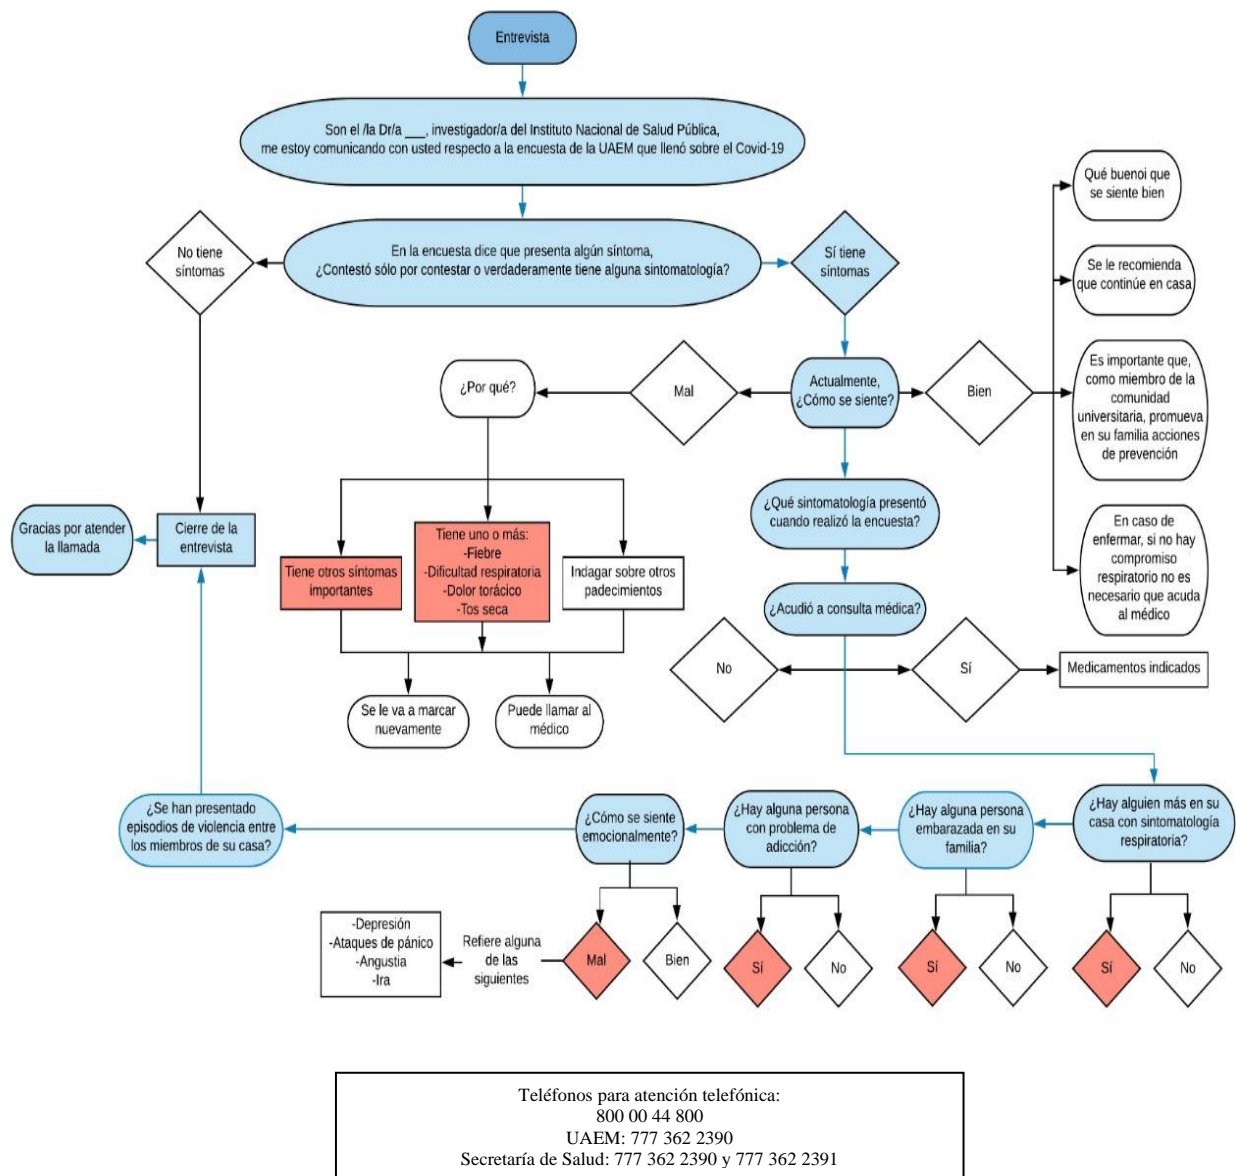 Entrevista
Son el /la Dr/a ___, investigador/a del Instituto Nacional de Salud Pública,
me estoy comunicando con usted respecto a la encuesta de la UAEM que llenó sobre el Covid-19
En la encuesta dice que presenta algún síntoma,
¿Contestó sólo por contestar o verdaderamente tiene alguna sintomatología?
No tiene
síntomas
Sí tiene
síntomas
Actualmente,
¿Cómo se siente?
Mal
¿Por qué?
Bien
Qué buenoi que
se siente bien
Se le recomienda
que continúe en casa
Es importante que,
como miembro de la
comunidad
universitaria, promueva
en su familia acciones
de prevención
En caso de
enfermar, si no hay
compromiso
respiratorio no es
necesario que acuda
al médico
Tiene otros síntomas
importantes
Tiene uno o más:
-Fiebre
-Dificultad respiratoria
-Dolor torácico
-Tos seca
Indagar sobre otros
padecimientos
Se le va a marcar
nuevamente
Puede llamar al
médico
¿Qué sintomatología presentó
cuando realizó la encuesta?
¿Acudió a consulta médica?
No
Sí
Medicamentos indicados
Gracias por atender
la llamada
Cierre de la
entrevista
¿Se han presentado
episodios de violencia entre
los miembros de su casa?
¿Cómo se siente
emocionalmente?
¿Hay alguna persona
con problema de
adicción?
¿Hay alguna persona
embarazada en su
familia?
¿Hay alguien más en su
casa con sintomatología
respiratoria?
-Depresión
-Ataques de pánico
-Angustia
-Ira
Refiere alguna
de las
siguientes
Mal
Bien
Sí
No
Sí
No
Sí
No
Teléfonos para atención telefónica:
800 00 44 800
UAEM: 777 362 2390
Secretaría de Salud: 777 362 2390 y 777 362 2391